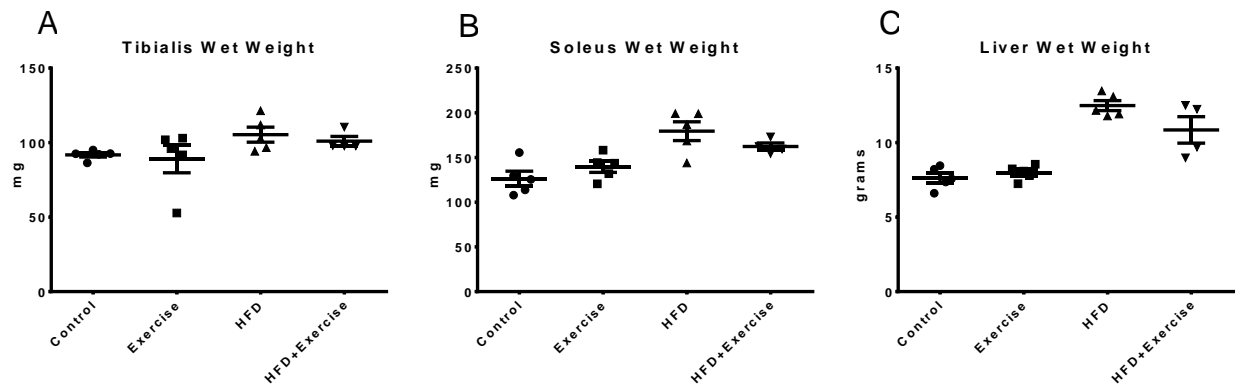 A
Tibialis Wet Weight
150
100
50
0
mg
Control
Exercise
HFD
HFD+Exercise
B
Soleus Wet Weight
250
200
150
100
50
0
mg
Control
Exercise
HFD
HFD+Exercise
C
Liver Wet Weight
15
10
5
0
grams
Control
Exercise
HFD
HFD+Exercise